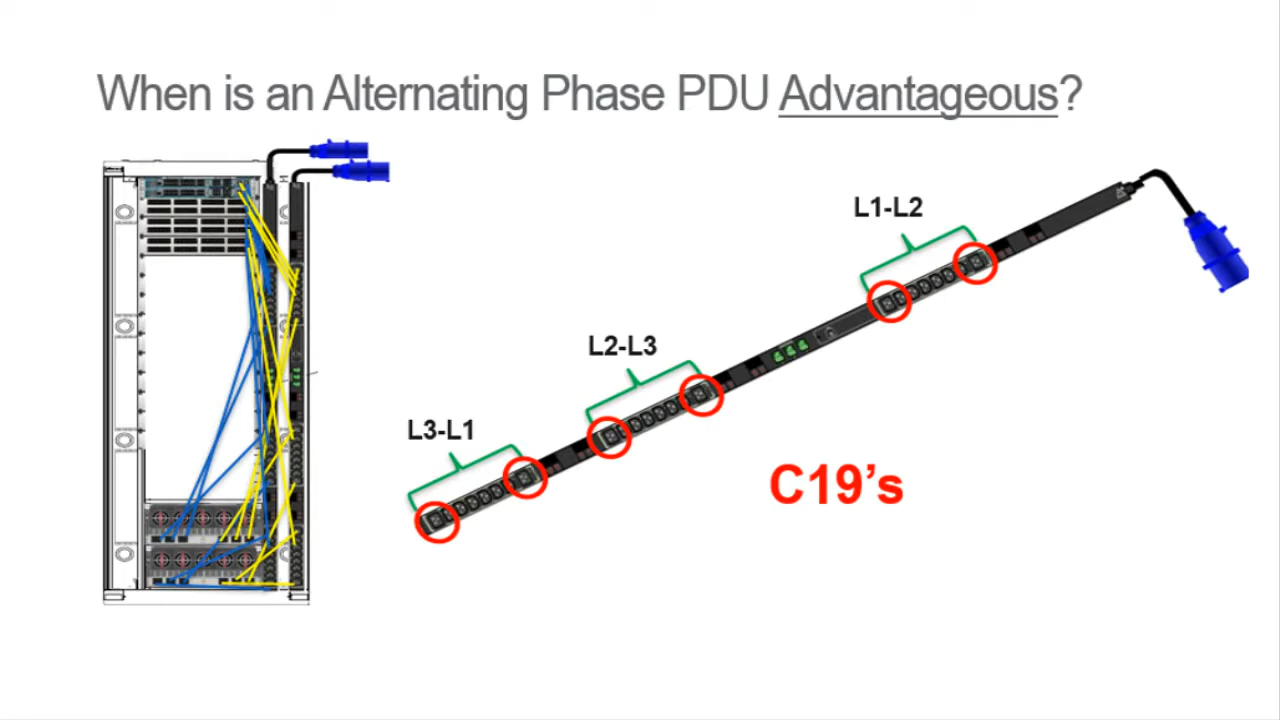 When is an Alternating Phase PDU Advantageous?
L1-L2
L2-L3
L3-L1
C19’s